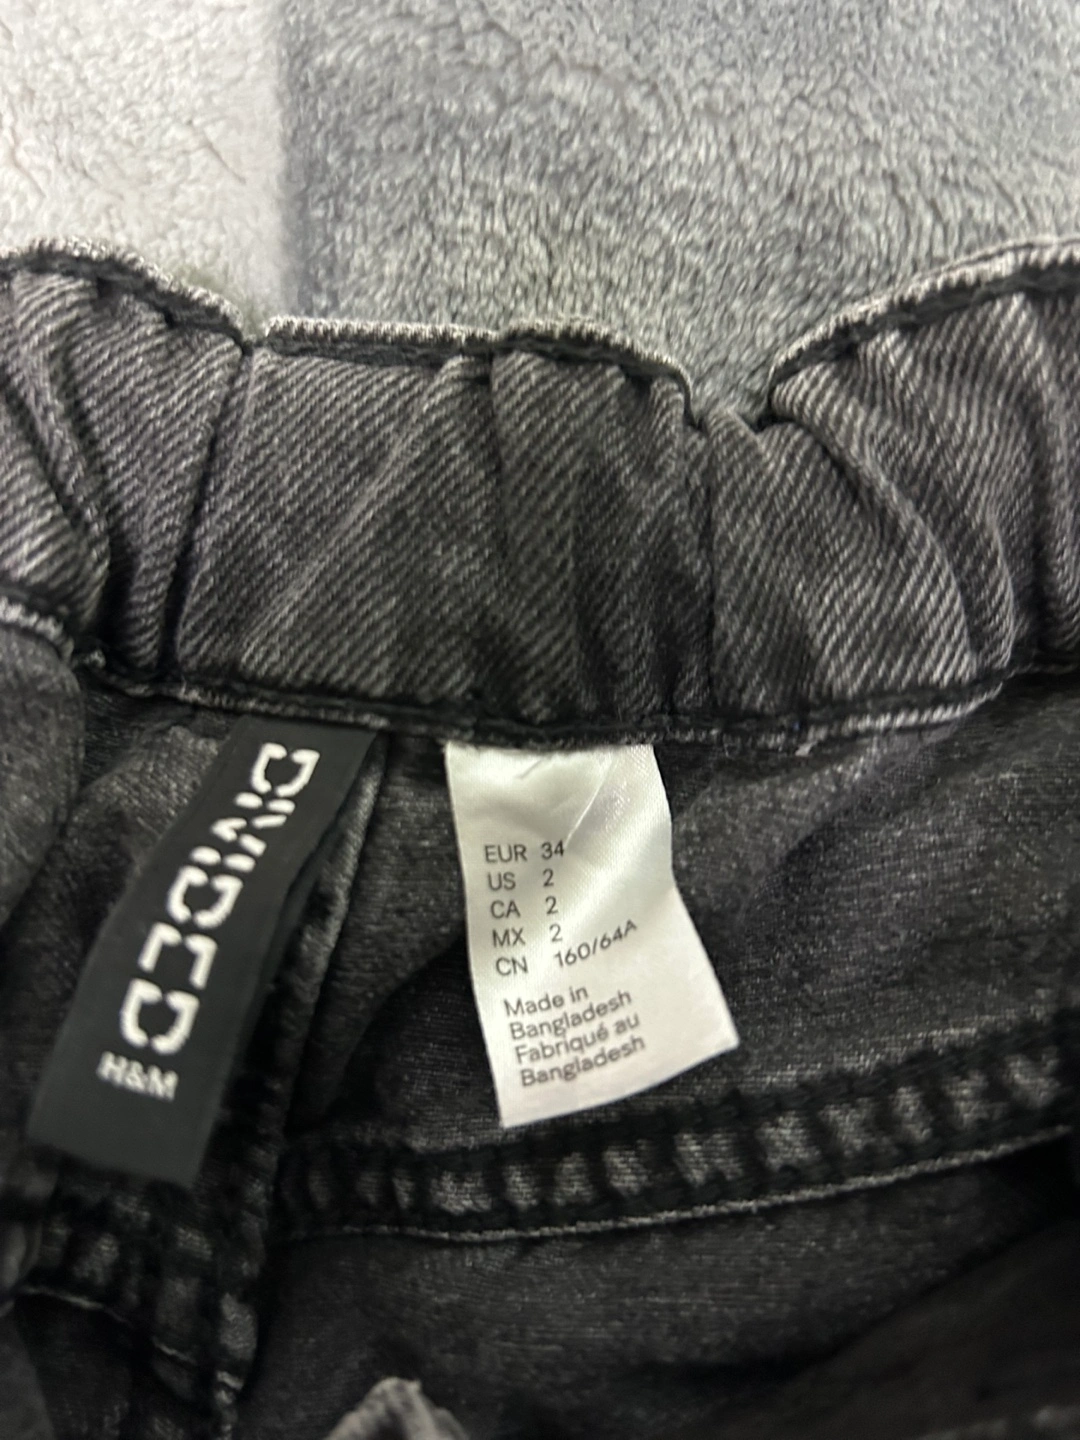 DIVIDED
H&M
EUR 34
US 2
CA 2
MX 2
CN 160/64A
Made in
Bangladesh
Fabriqué au
Bangladesh